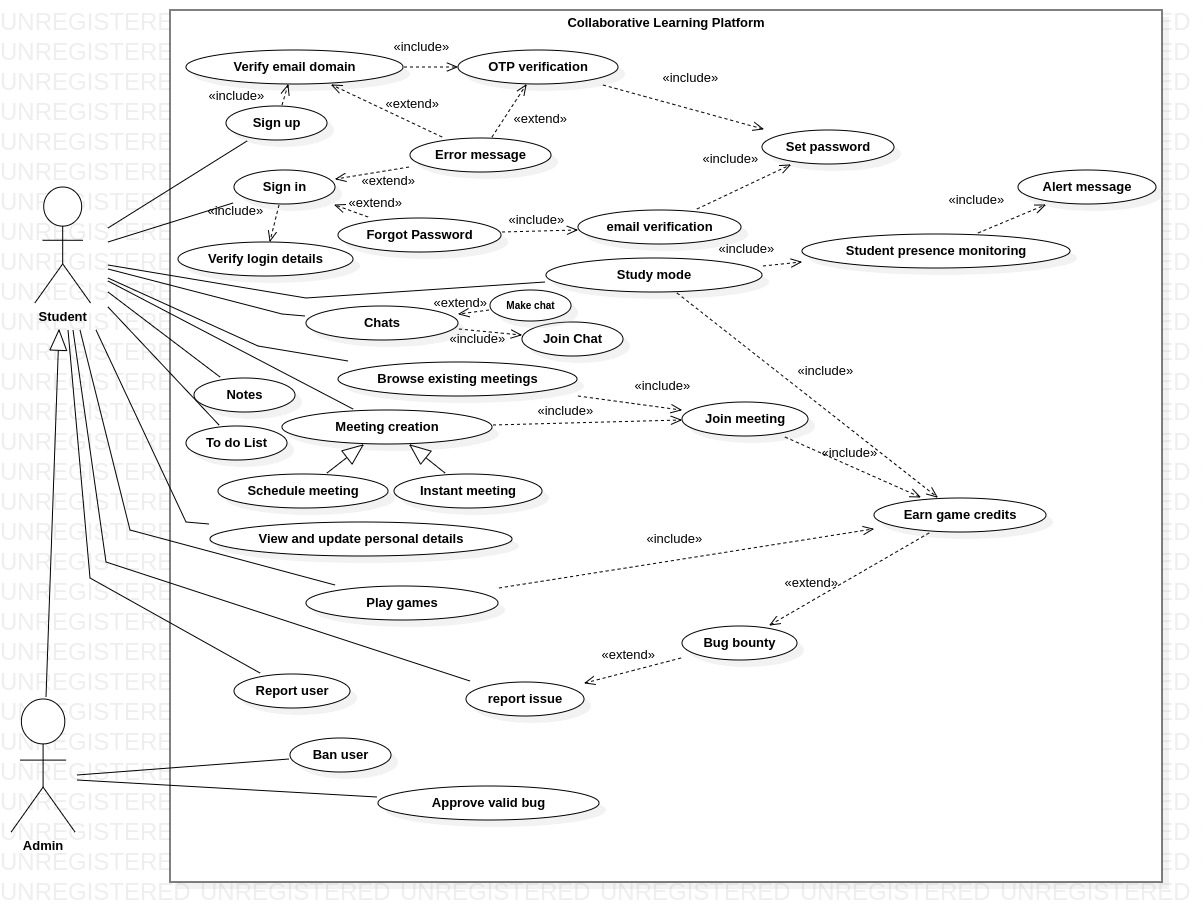 Collaborative Learning Platform
«include»
Verify email domain
OTP verification
«include»
«include»
«extend»
Sign up
«extend»
Error message
Set password
«include»
«extend»
Sign in
Alert message
«include»
«extend»
«include»
Forgot Password
«include»
email verification
«include»
Student presence monitoring
Verify login details
Study mode
«extend»
Make chat
Student
Chats
«include»
Join Chat
«include»
Browse existing meetings
«include»
Notes
«include»
Join meeting
Meeting creation
To do List
«include»
Schedule meeting
Instant meeting
Earn game credits
View and update personal details
«include»
«extend»
Play games
Bug bounty
«extend»
Report user
report issue
Ban user
Approve valid bug
Admin
UNREGISTERED UNREGISTERED UNREGISTERED UNREGISTERED UNREGISTERED UNREGISTERED